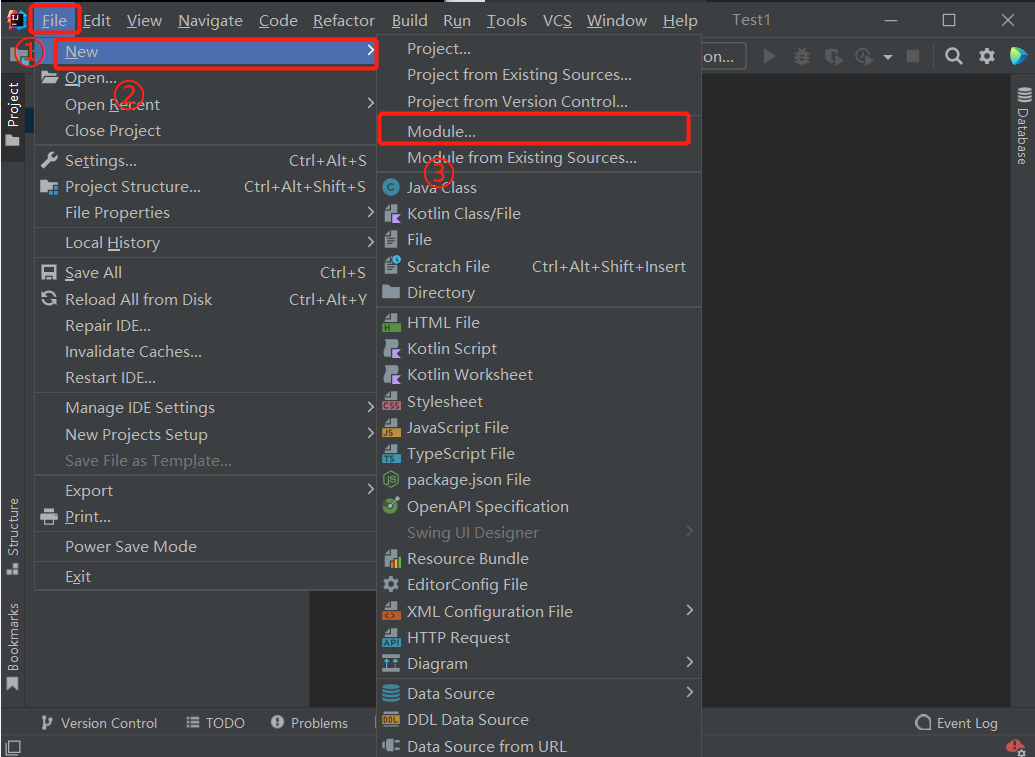 File Edit View Navigate Code Refactor Build Run Tools VCS Window Help Test1
①
New
Open...
②
Open Recent
Close Project
Settings... Ctrl+Alt+S
Project Structure... Ctrl+Alt+Shift+S
File Properties
Local History
Save All Ctrl+S
Reload All from Disk Ctrl+Alt+Y
Repair IDE...
Invalidate Caches...
Restart IDE...
Manage IDE Settings
New Projects Setup
Save File as Template...
Export
Print...
Power Save Mode
Exit
Project...
Project from Existing Sources...
Project from Version Control...
Module...
Module from Existing Sources...
③
Java Class
Kotlin Class/File
File
Scratch File Ctrl+Alt+Shift+Insert
Directory
HTML File
Kotlin Script
Kotlin Worksheet
Stylesheet
JavaScript File
TypeScript File
package.json File
OpenAPI Specification
Swing UI Designer
Resource Bundle
EditorConfig File
XML Configuration File
HTTP Request
Diagram
Data Source
DDL Data Source
Data Source from URL
on...
Project
Structure
Bookmarks
Database
Version Control TODO Problems Event Log